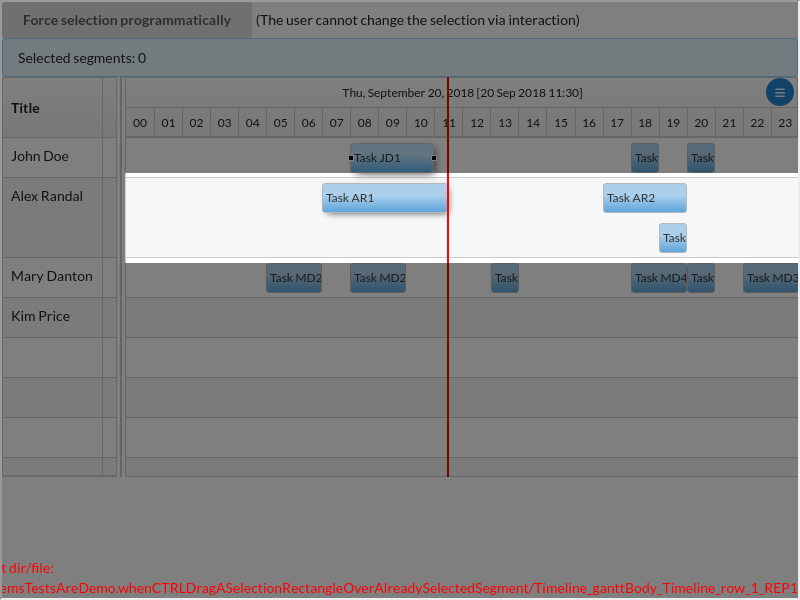 Force selection programmatically (The user cannot change the selection via interaction)
Selected segments: 0
Title
Thu, September 20, 2018 [20 Sep 2018 11:30]
00 01 02 03 04 05 06 07 08 09 10 11 12 13 14 15 16 17 18 19 20 21 22 23
John Doe Task JD1 Task Task
Alex Randal Task AR1 Task AR2
Task
Mary Danton Task MD2 Task MD2 Task Task MD4 Task Task MD3
Kim Price
t dir/file:
emsTestsAreDemo.whenCTRLDragASelectionRectangleOverAlreadySelectedSegment/Timeline_ganttBody_Timeline_row_1_REP1